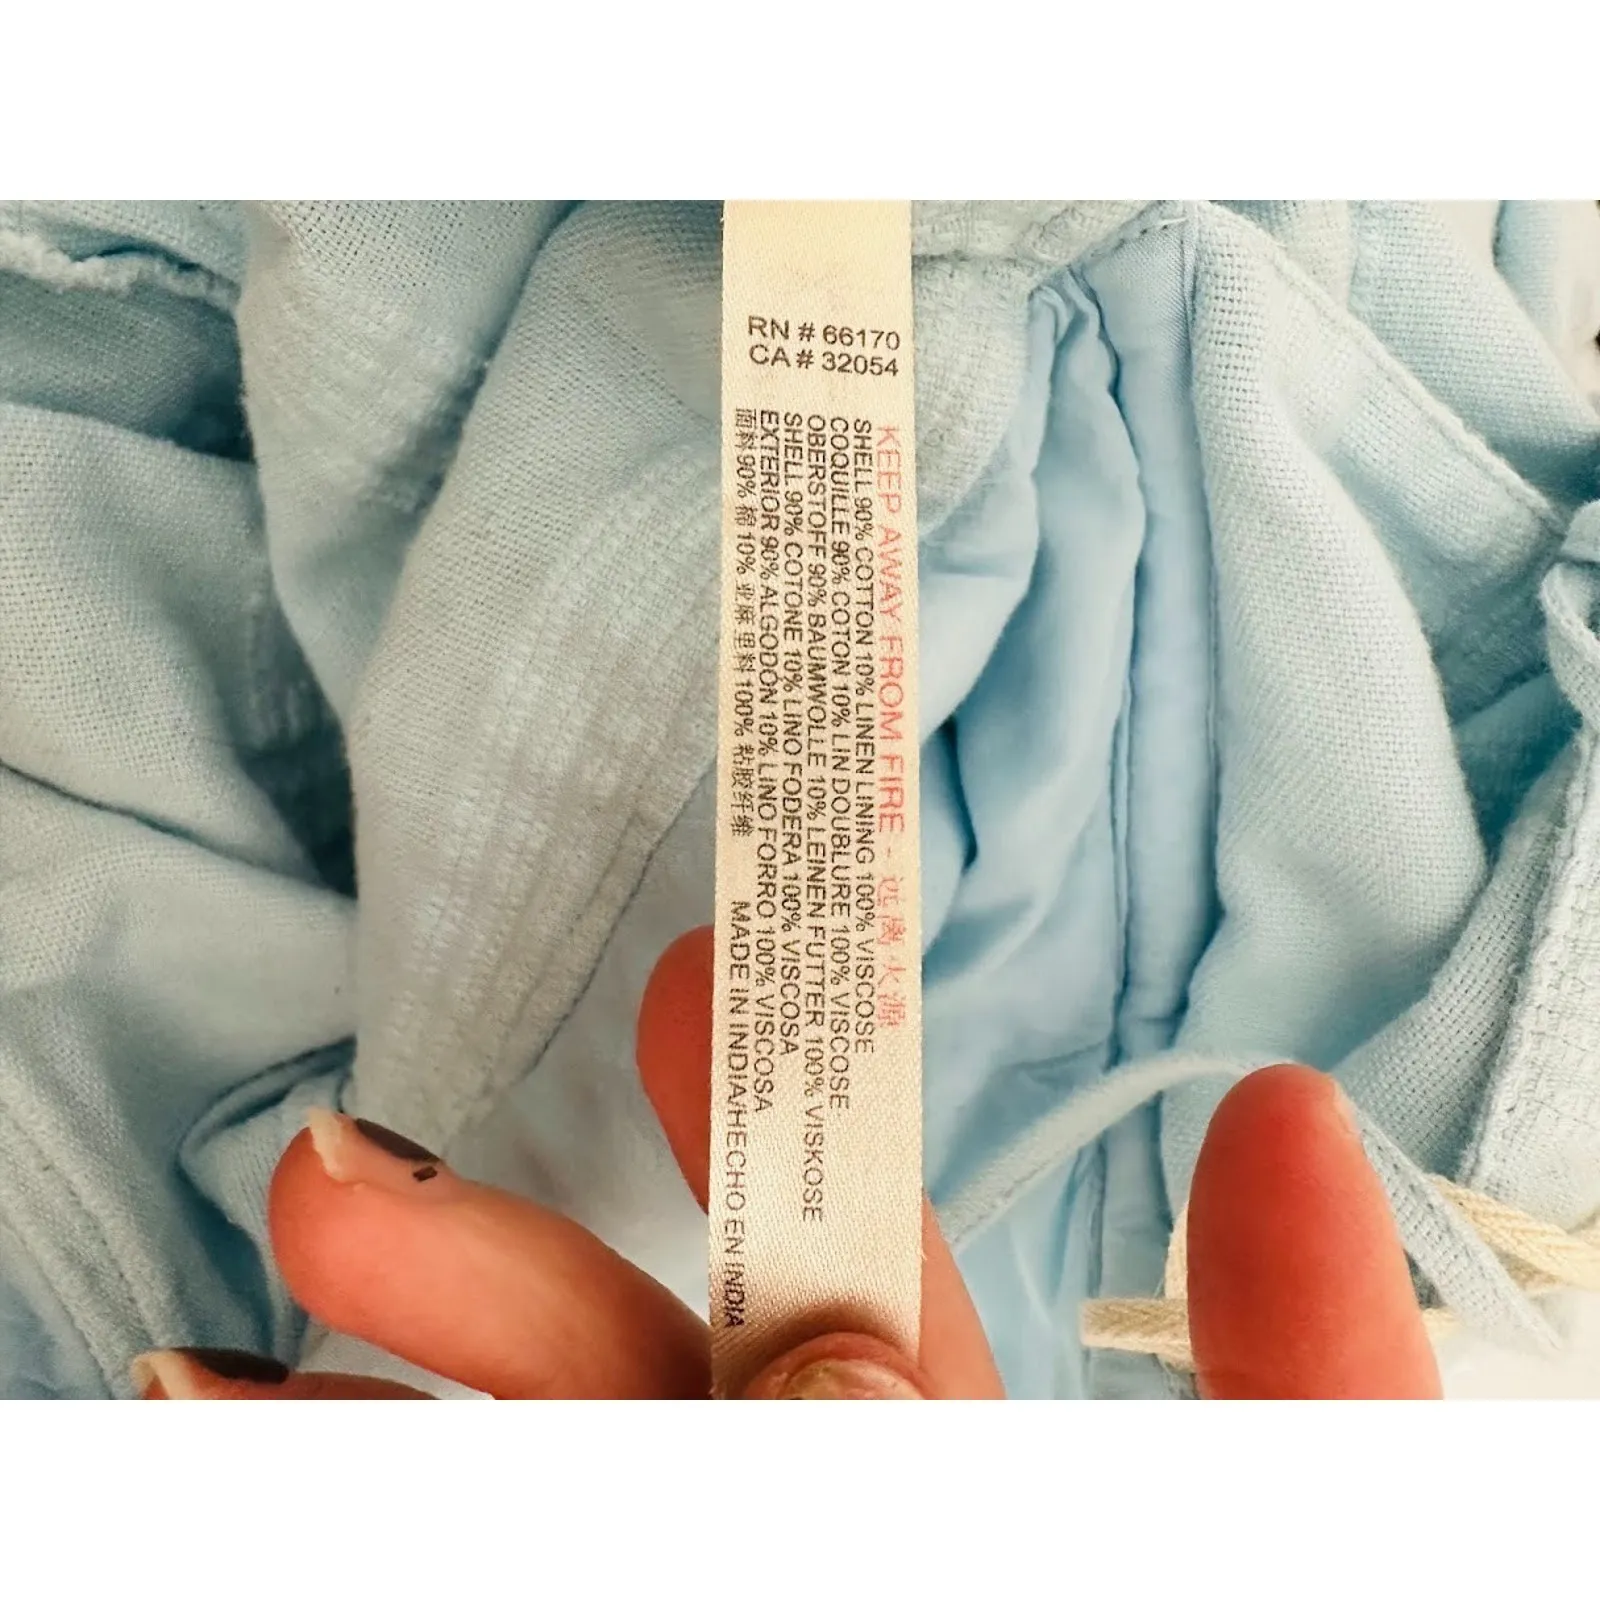 RN # 66170
CA # 32054
KEEP AWAY FROM FIRE - 远离火源
SHELL 90% COTTON 10% LINEN LINING 100% VISCOSE
COQUILLE 90% COTON 10% LIN DOUBLURE 100% VISCOSE
OBERSTOFF 90% BAUMWOLLE 10% LEINEN FUTTER 100% VISKOSE
SHELL 90% COTONE 10% LINO FODERA 100% VISCOSA
EXTERIOR 90% ALGODON 10% LINO FORRO 100% VISCOSA
面料 90% 棉 10% 亚麻 里料 100% 粘胶纤维
MADE IN INDIA/HECHO EN INDIA